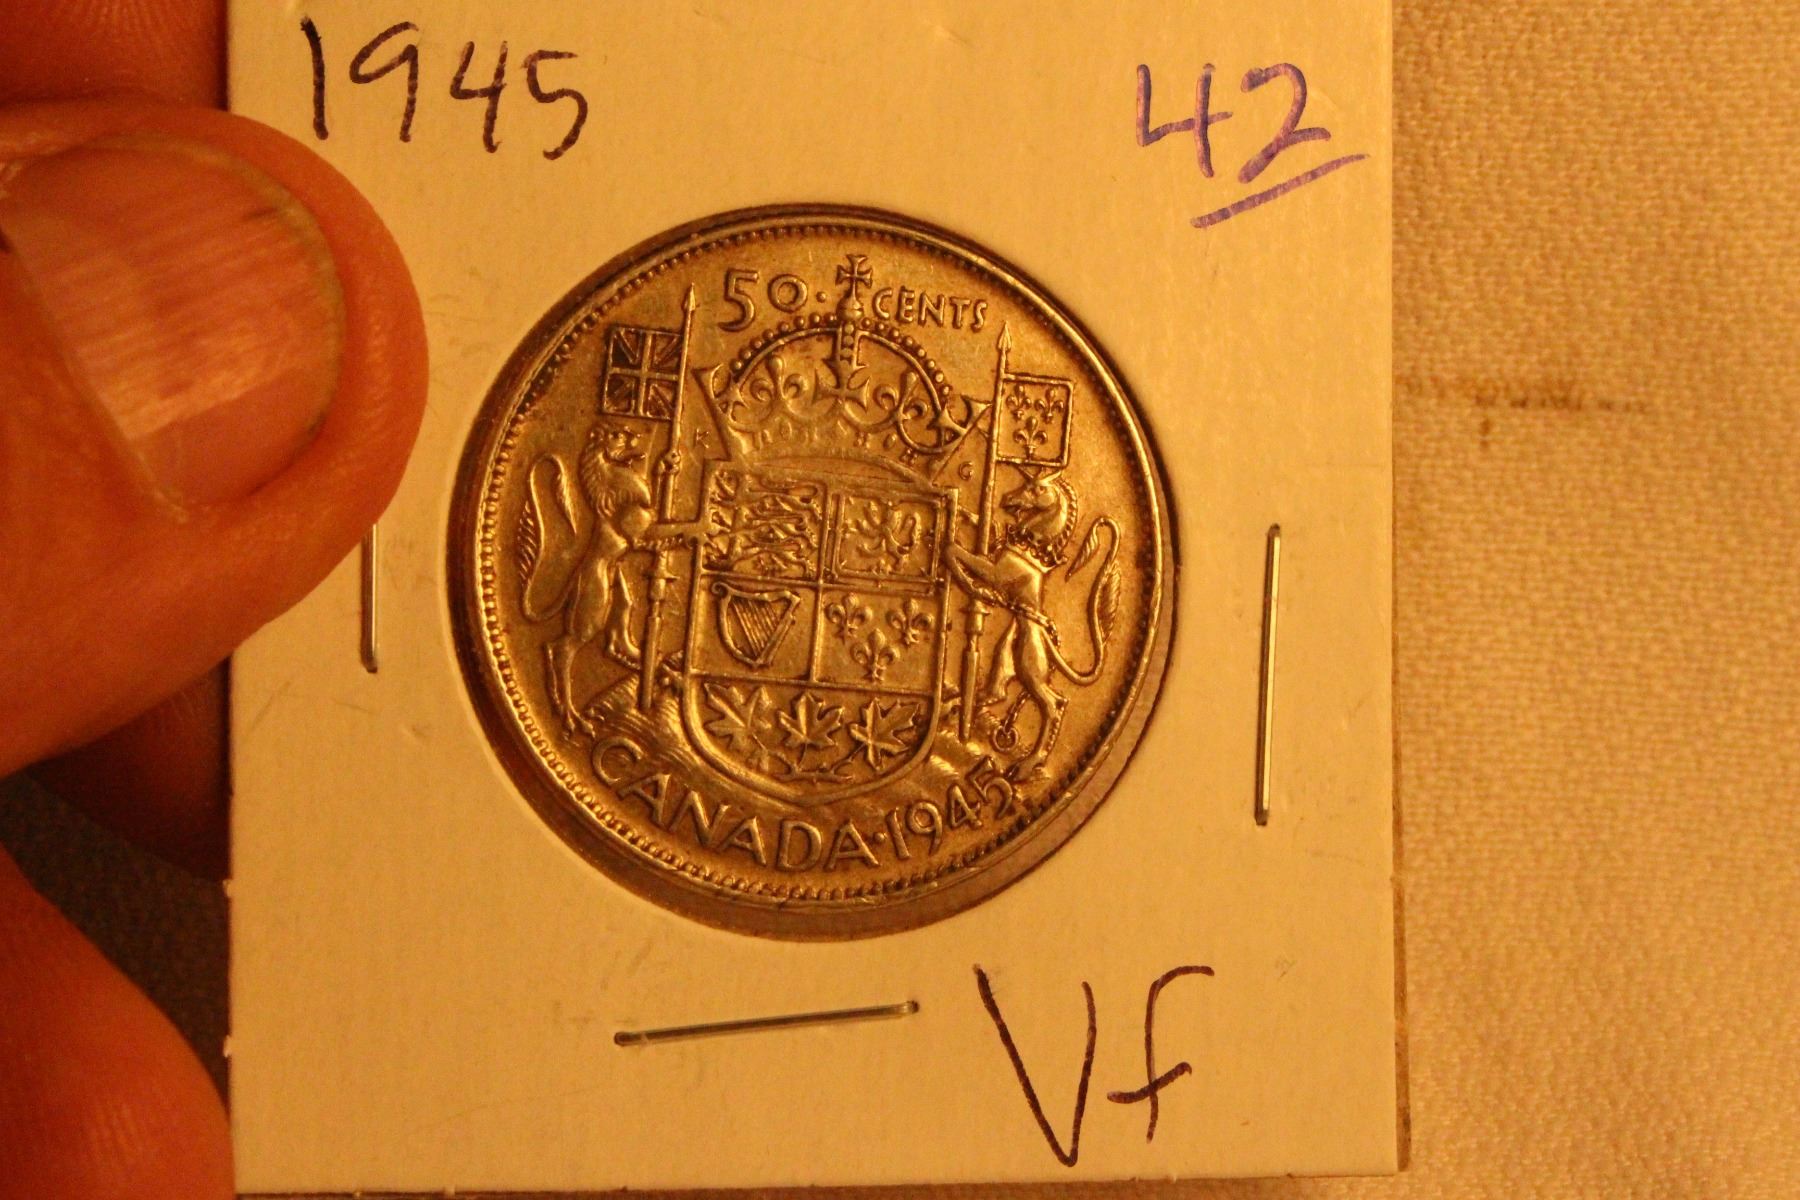 1945
42
50 · CENTS
K G
CANADA · 1945
Vf